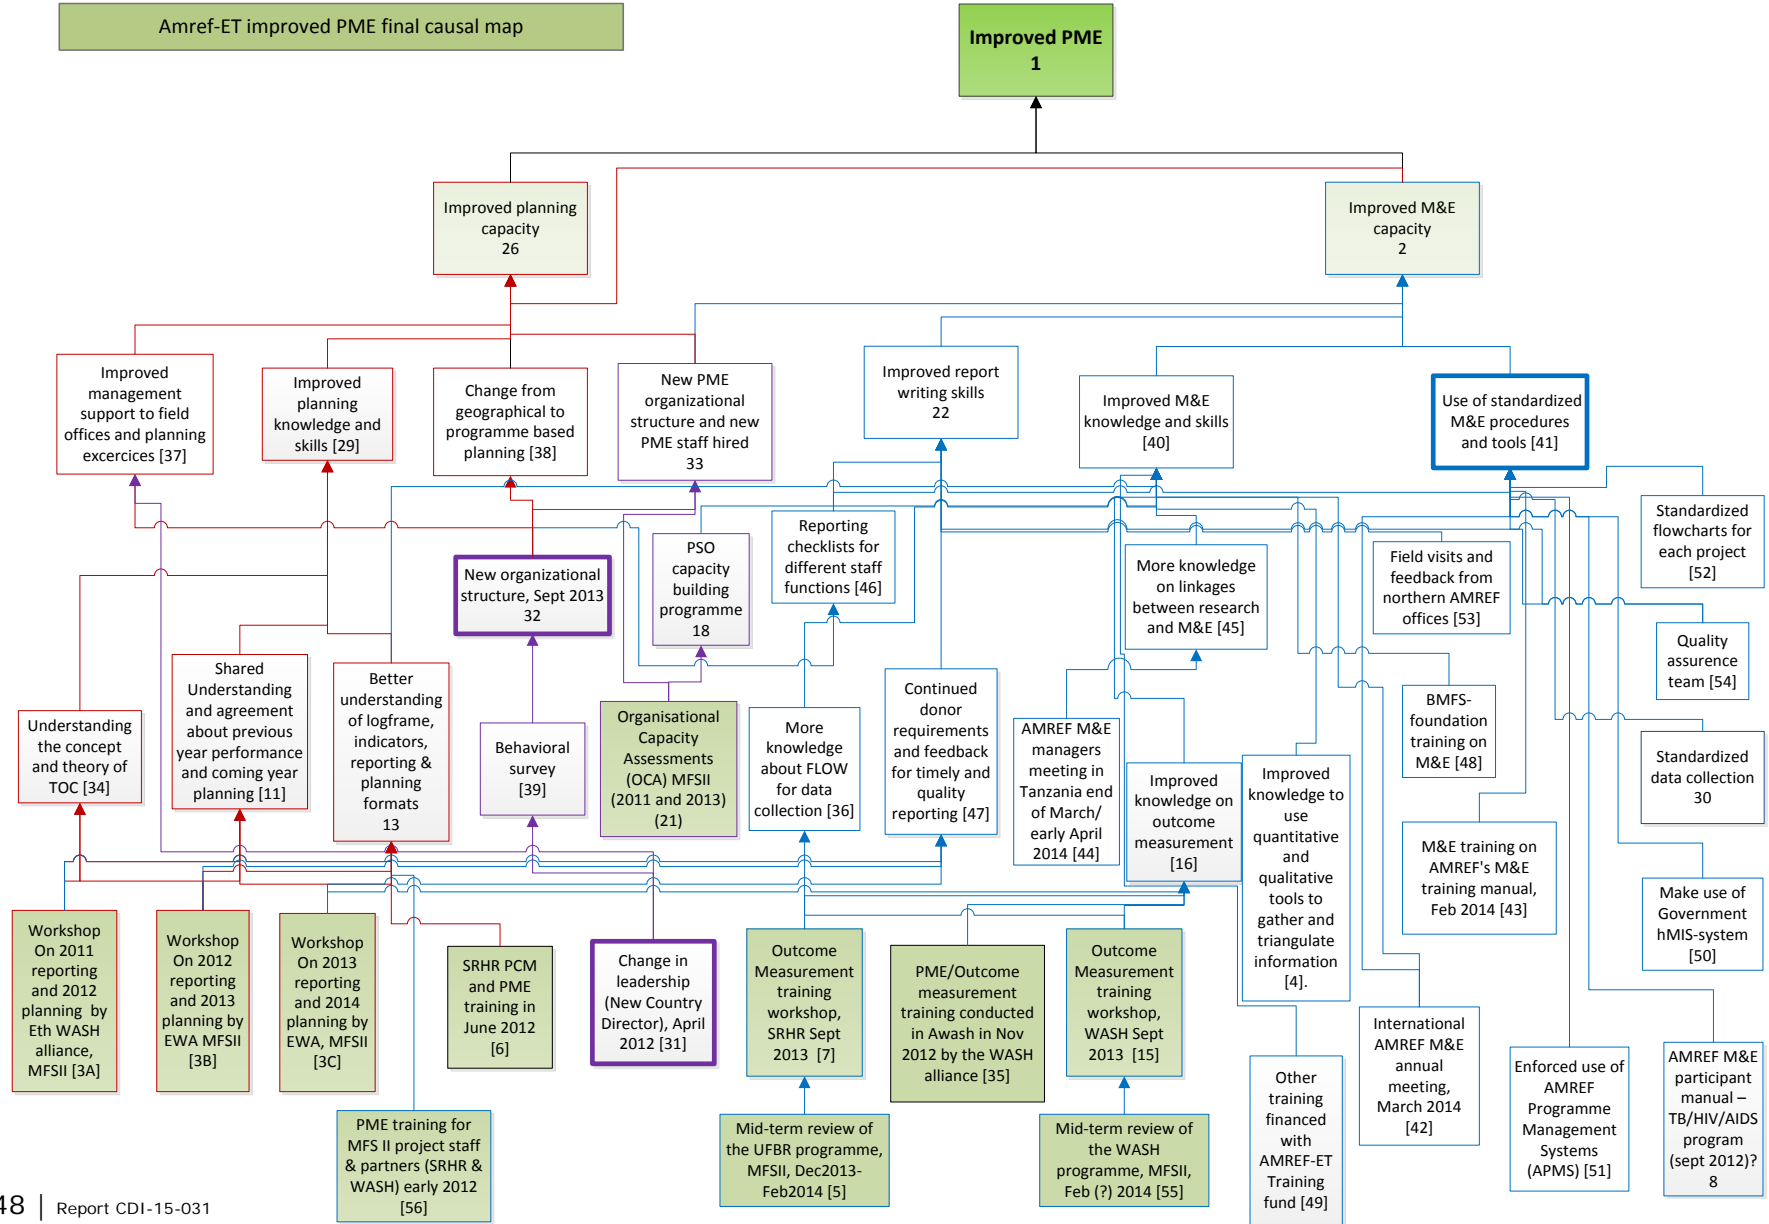 Amref-ET improved PME final causal map
Improved PME
1
Improved planning
capacity
26
Improved M&E
capacity
2
Improved
management
support to field
offices and planning
excercices [37]
Improved
planning
knowledge and
skills [29]
Change from
geographical to
programme based
planning [38]
New PME
organizational
structure and new
PME staff hired
33
Improved report
writing skills
22
Improved M&E
knowledge and skills
[40]
Use of standardized
M&E procedures
and tools [41]
New organizational
structure, Sept 2013
32
PSO
capacity
building
programme
18
Reporting
checklists for
different staff
functions [46]
More knowledge
on linkages
between research
and M&E [45]
Field visits and
feedback from
northern AMREF
offices [53]
Standardized
flowcharts for
each project
[52]
Quality
assurence
team [54]
Understanding
the concept
and theory of
TOC [34]
Shared
Understanding
and agreement
about previous
year performance
and coming year
planning [11]
Better
understanding
of logframe,
indicators,
reporting &
planning
formats
13
Behavioral
survey
[39]
Organisational
Capacity
Assessments
(OCA) MFSII
(2011 and 2013)
(21)
More
knowledge
about FLOW
for data
collection [36]
Continued
donor
requirements
and feedback
for timely and
quality
reporting [47]
AMREF M&E
managers
meeting in
Tanzania end
of March/
early April
2014 [44]
Improved
knowledge on
outcome
measurement
[16]
Improved
knowledge to
use
quantitative
and
qualitative
tools to
gather and
triangulate
information
[4].
BMFS-
foundation
training on
M&E [48]
Standardized
data collection
30
M&E training on
AMREF's M&E
training manual,
Feb 2014 [43]
Make use of
Government
hMIS-system
[50]
Workshop
On 2011
reporting
and 2012
planning by
Eth WASH
alliance,
MFSII [3A]
Workshop
On 2012
reporting
and 2013
planning by
EWA MFSII
[3B]
Workshop
On 2013
reporting
and 2014
planning by
EWA, MFSII
[3C]
SRHR PCM
and PME
training in
June 2012
[6]
Change in
leadership
(New Country
Director), April
2012 [31]
Outcome
Measurement
training
workshop,
SRHR Sept
2013 [7]
PME/Outcome
measurement
training conducted
in Awash in Nov
2012 by the WASH
alliance [35]
Outcome
Measurement
training
workshop,
WASH Sept
2013 [15]
PME training for
MFS II project staff
& partners (SRHR &
WASH) early 2012
[56]
Mid-term review of
the UFBR programme,
MFSII, Dec2013-
Feb2014 [5]
Mid-term review of
the WASH
programme, MFSII,
Feb (?) 2014 [55]
Other
training
financed
with
AMREF-ET
Training
fund [49]
International
AMREF M&E
annual
meeting,
March 2014
[42]
Enforced use of
AMREF
Programme
Management
Systems
(APMS) [51]
AMREF M&E
participant
manual –
TB/HIV/AIDS
program
(sept 2012)?
8
48 | Report CDI-15-031